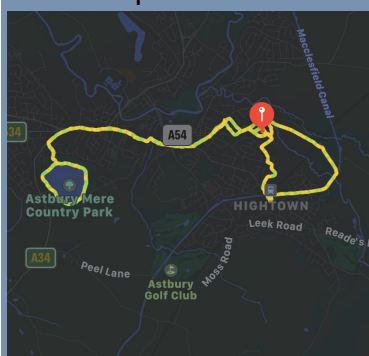 Macclesfield Canal
34
A54
Astbury Mere
Country Park
HIGHTOWN
Leek Road
Reade's
A34
Peel Lane
Moss Road
Astbury
Golf Club